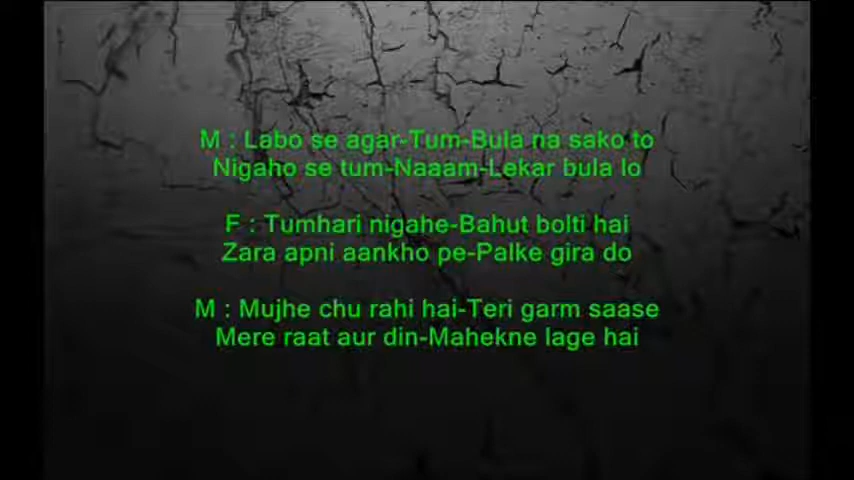 M : Labo se agar-Tum-Bula na sako to
Nigaho se tum-Naaam-Lekar bula lo
F : Tumhari nigahe-Bahut bolti hai
Zara apni aankho pe-Palke gira do
M : Mujhe chu rahi hai-Teri garm saase
Mere raat aur din-Mahekne lage hai